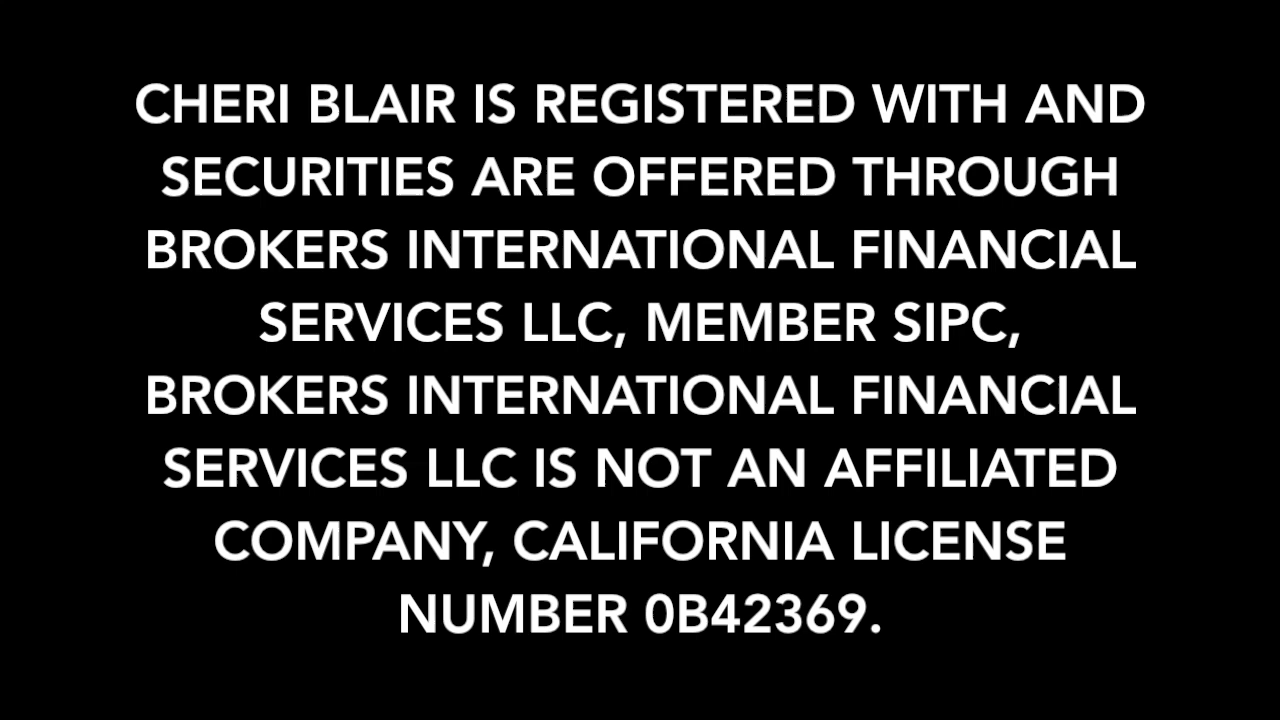 CHERI BLAIR IS REGISTERED WITH AND
SECURITIES ARE OFFERED THROUGH
BROKERS INTERNATIONAL FINANCIAL
SERVICES LLC, MEMBER SIPC,
BROKERS INTERNATIONAL FINANCIAL
SERVICES LLC IS NOT AN AFFILIATED
COMPANY, CALIFORNIA LICENSE
NUMBER 0B42369.